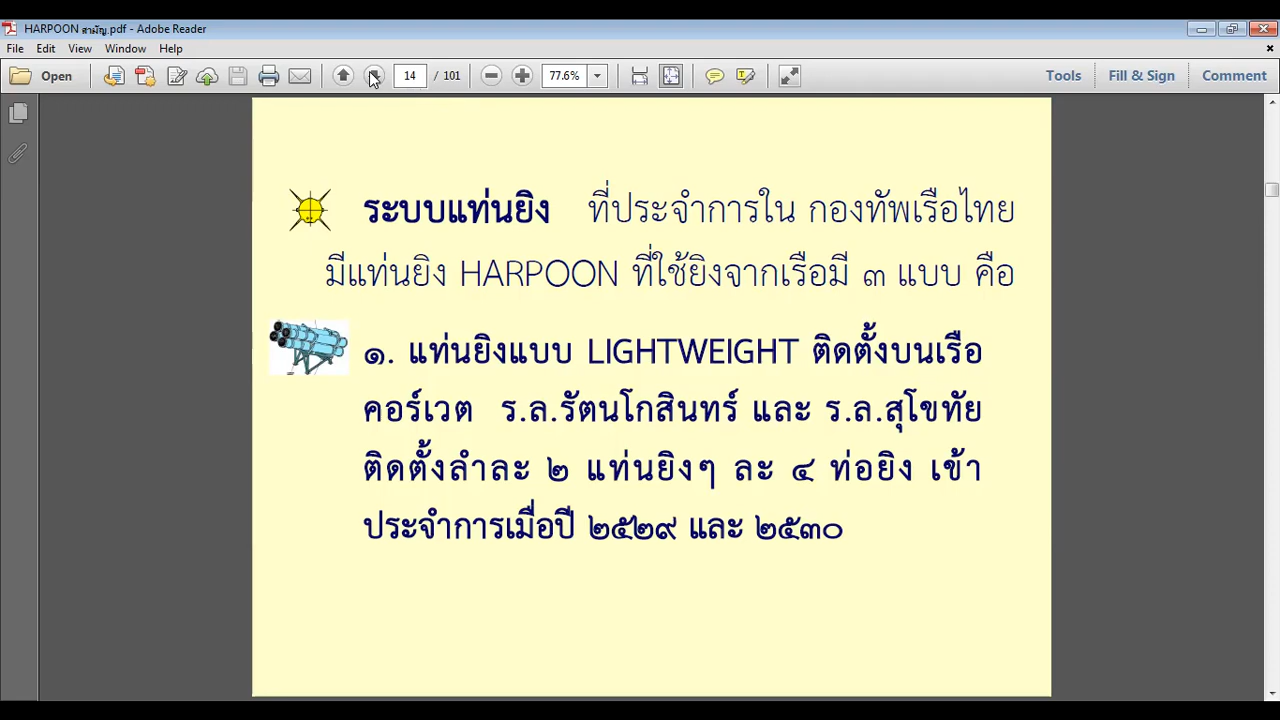 HARPOON สามัญ.pdf - Adobe Reader
File Edit View Window Help
Open 14 / 101 77.6% Tools Fill & Sign Comment
ระบบแท่นยิง ที่ประจำการใน กองทัพเรือไทย
มีแท่นยิง HARPOON ที่ใช้ยิงจากเรือมี ๓ แบบ คือ
๑. แท่นยิงแบบ LIGHTWEIGHT ติดตั้งบนเรือ
คอร์เวต ร.ล.รัตนโกสินทร์ และ ร.ล.สุโขทัย
ติดตั้งลำละ ๒ แท่นยิงๆ ละ ๔ ท่อยิง เข้า
ประจำการเมื่อปี ๒๕๒๙ และ ๒๕๓๐